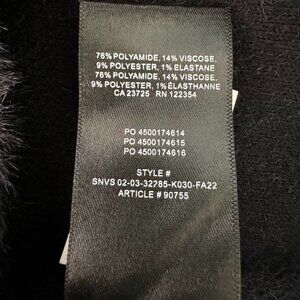 76% POLYAMIDE, 14% VISCOSE,
9% POLYESTER, 1% ELASTANE
76% POLYAMIDE, 14% VISCOSE,
9% POLYESTER, 1% ÉLASTHANNE
CA 23725 RN 122354
PO 4500174614
PO 4500174615
PO 4500174616
STYLE #
SNVS 02-03-32285-K030-FA22
ARTICLE # 90755